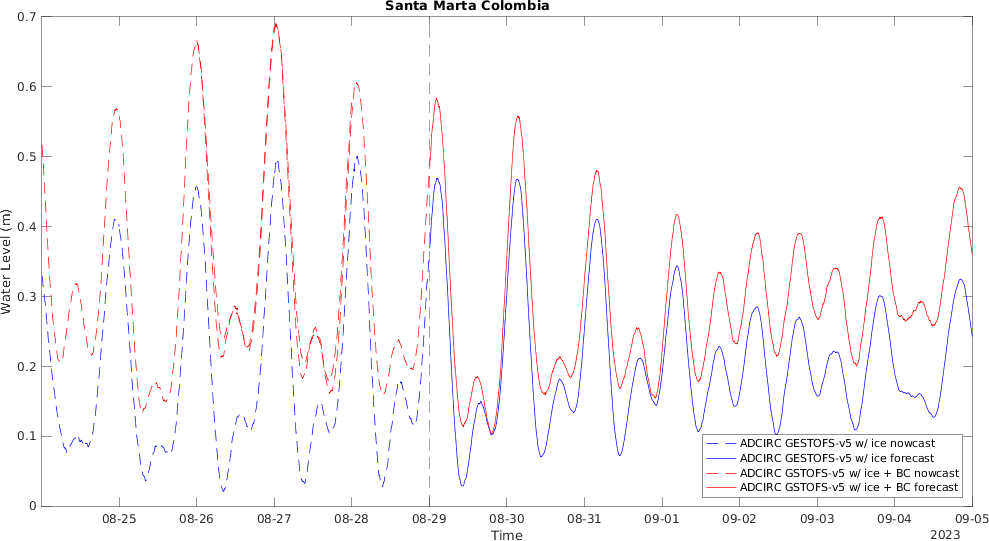 Santa Marta Colombia
0.7
0.6
0.5
0.4
0.3
0.2
0.1
0
Water Level (m)
ADCIRC GESTOFS-v5 w/ ice nowcast
ADCIRC GESTOFS-v5 w/ ice forecast
ADCIRC GSTOFS-v5 w/ ice + BC nowcast
ADCIRC GSTOFS-v5 w/ ice + BC forecast
08-25 08-26 08-27 08-28 08-29 08-30 08-31 09-01 09-02 09-03 09-04 09-05
Time
2023